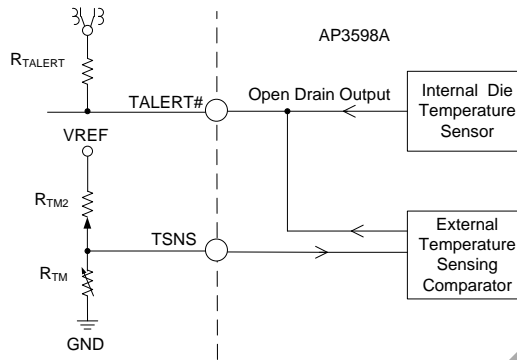 AP3598A
RTALERT
TALERT#
Open Drain Output
Internal Die
Temperature
Sensor
VREF
RTM2
TSNS
External
Temperature
Sensing
Comparator
RTM
GND